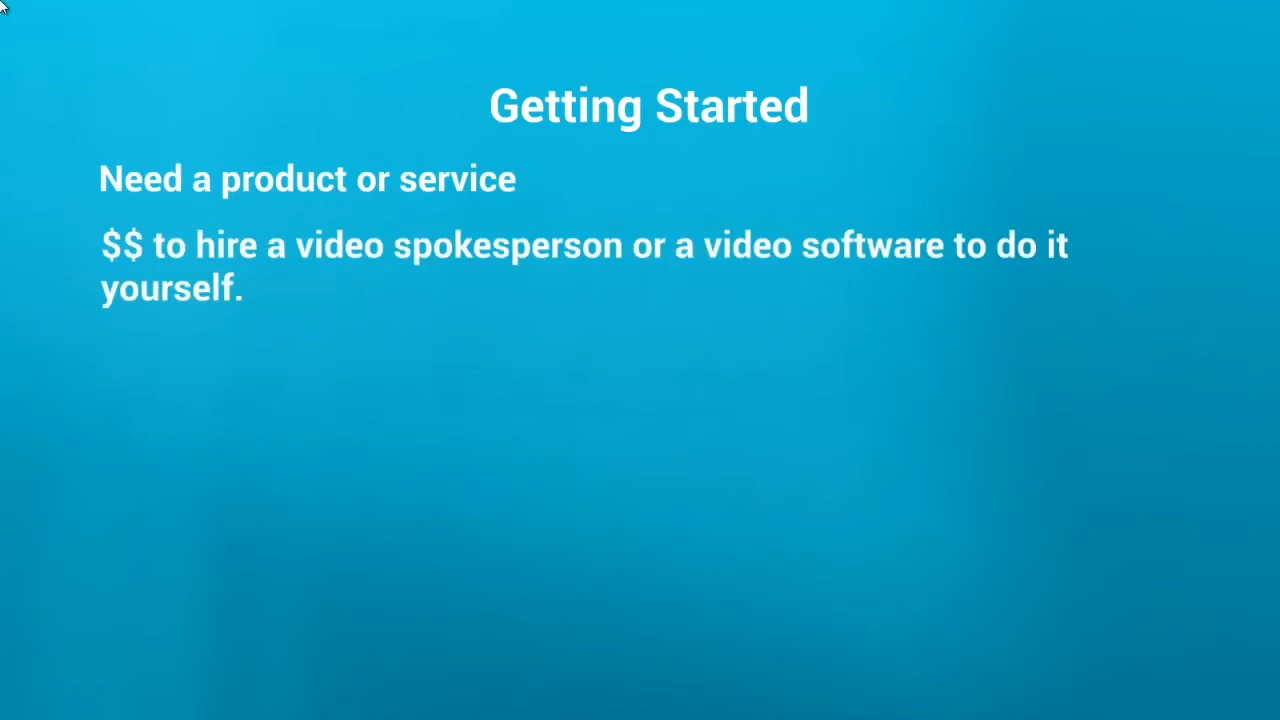 Getting Started
Need a product or service
$$ to hire a video spokesperson or a video software to do it
yourself.